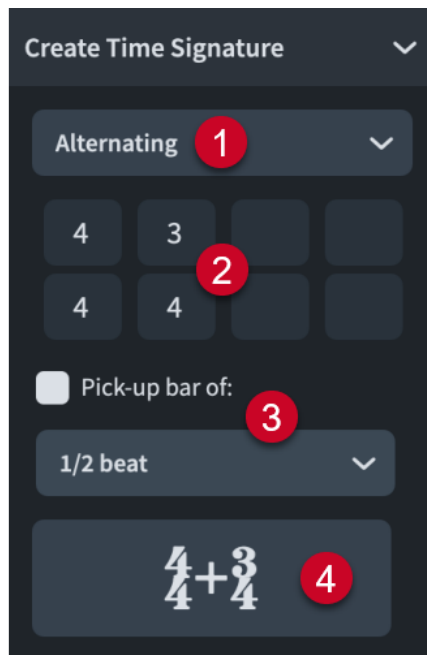 Create Time Signature
Alternating 1
4 3
2
4 4
Pick-up bar of:
3
1/2 beat
4/4+3/4 4